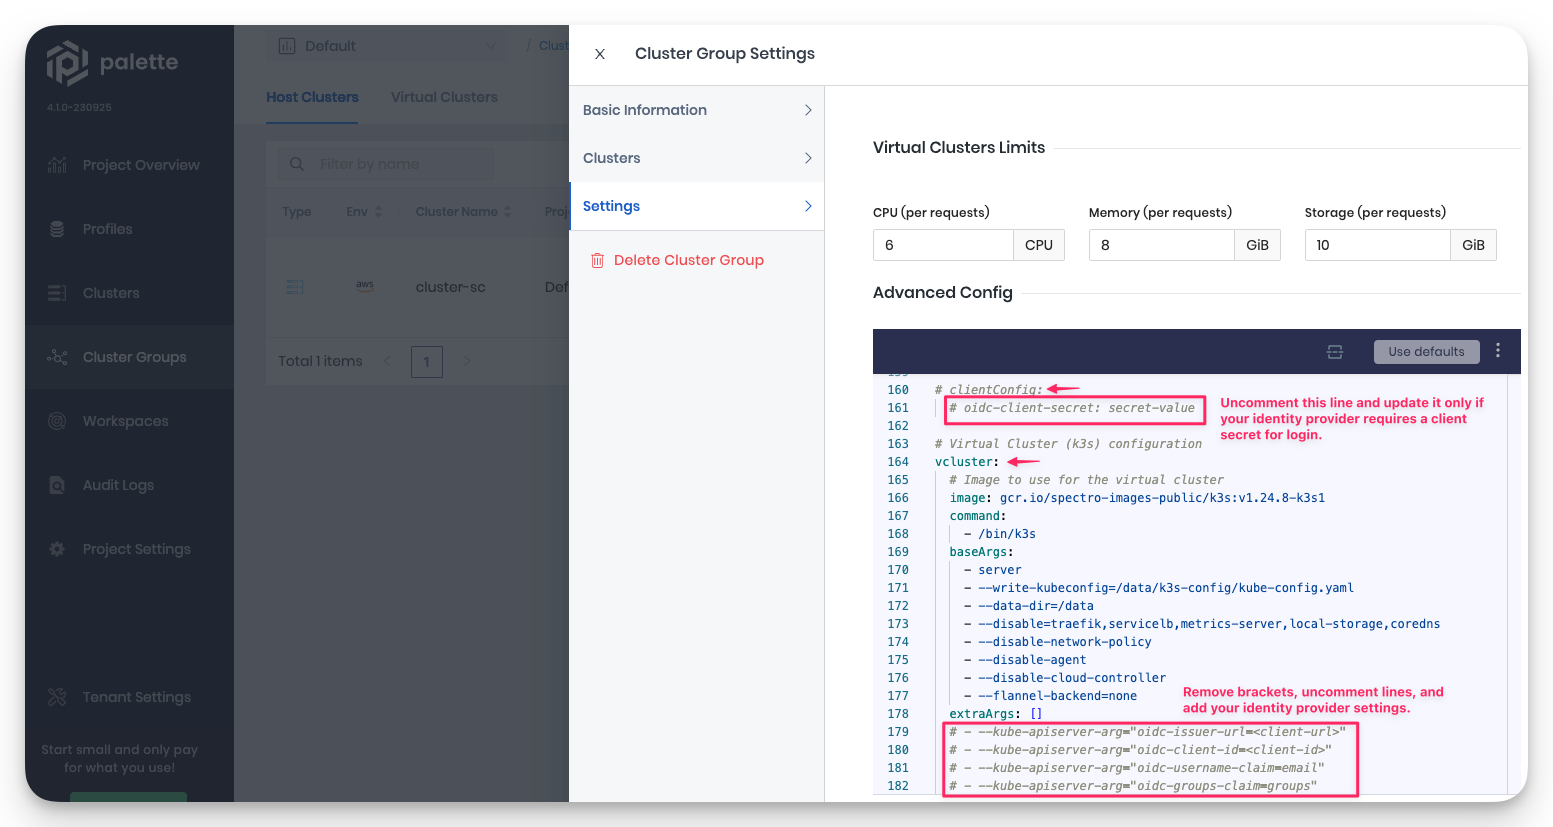 palette
4.1.0-230925
Project Overview
Profiles
Clusters
Cluster Groups
Workspaces
Audit Logs
Project Settings
Tenant Settings
Start small and only pay
for what you use!
Default
/ Clust
Host Clusters
Virtual Clusters
Filter by name
Type
Env
Cluster Name
Proj
aws
cluster-sc
Def
Total 1 items
1
X
Cluster Group Settings
Basic Information
Clusters
Settings
Delete Cluster Group
Virtual Clusters Limits
CPU (per requests)
6
CPU
Memory (per requests)
8
GiB
Storage (per requests)
10
GiB
Advanced Config
Use defaults
159
160 # clientConfig:
161 # oidc-client-secret: secret-value
Uncomment this line and update it only if
your identity provider requires a client
secret for login.
162
163 # Virtual Cluster (k3s) configuration
164 vcluster:
165 # Image to use for the virtual cluster
166 image: gcr.io/spectro-images-public/k3s:v1.24.8-k3s1
167 command:
168 - /bin/k3s
169 baseArgs:
170 - server
171 - --write-kubeconfig=/data/k3s-config/kube-config.yaml
172 - --data-dir=/data
173 - --disable=traefik,servicelb,metrics-server,local-storage,coredns
174 - --disable-network-policy
175 - --disable-agent
176 - --disable-cloud-controller
177 - --flannel-backend=none
Remove brackets, uncomment lines, and
add your identity provider settings.
178 extraArgs: []
179 # - --kube-apiserver-arg="oidc-issuer-url=<client-url>"
180 # - --kube-apiserver-arg="oidc-client-id=<client-id>"
181 # - --kube-apiserver-arg="oidc-username-claim=email"
182 # - --kube-apiserver-arg="oidc-groups-claim=groups"